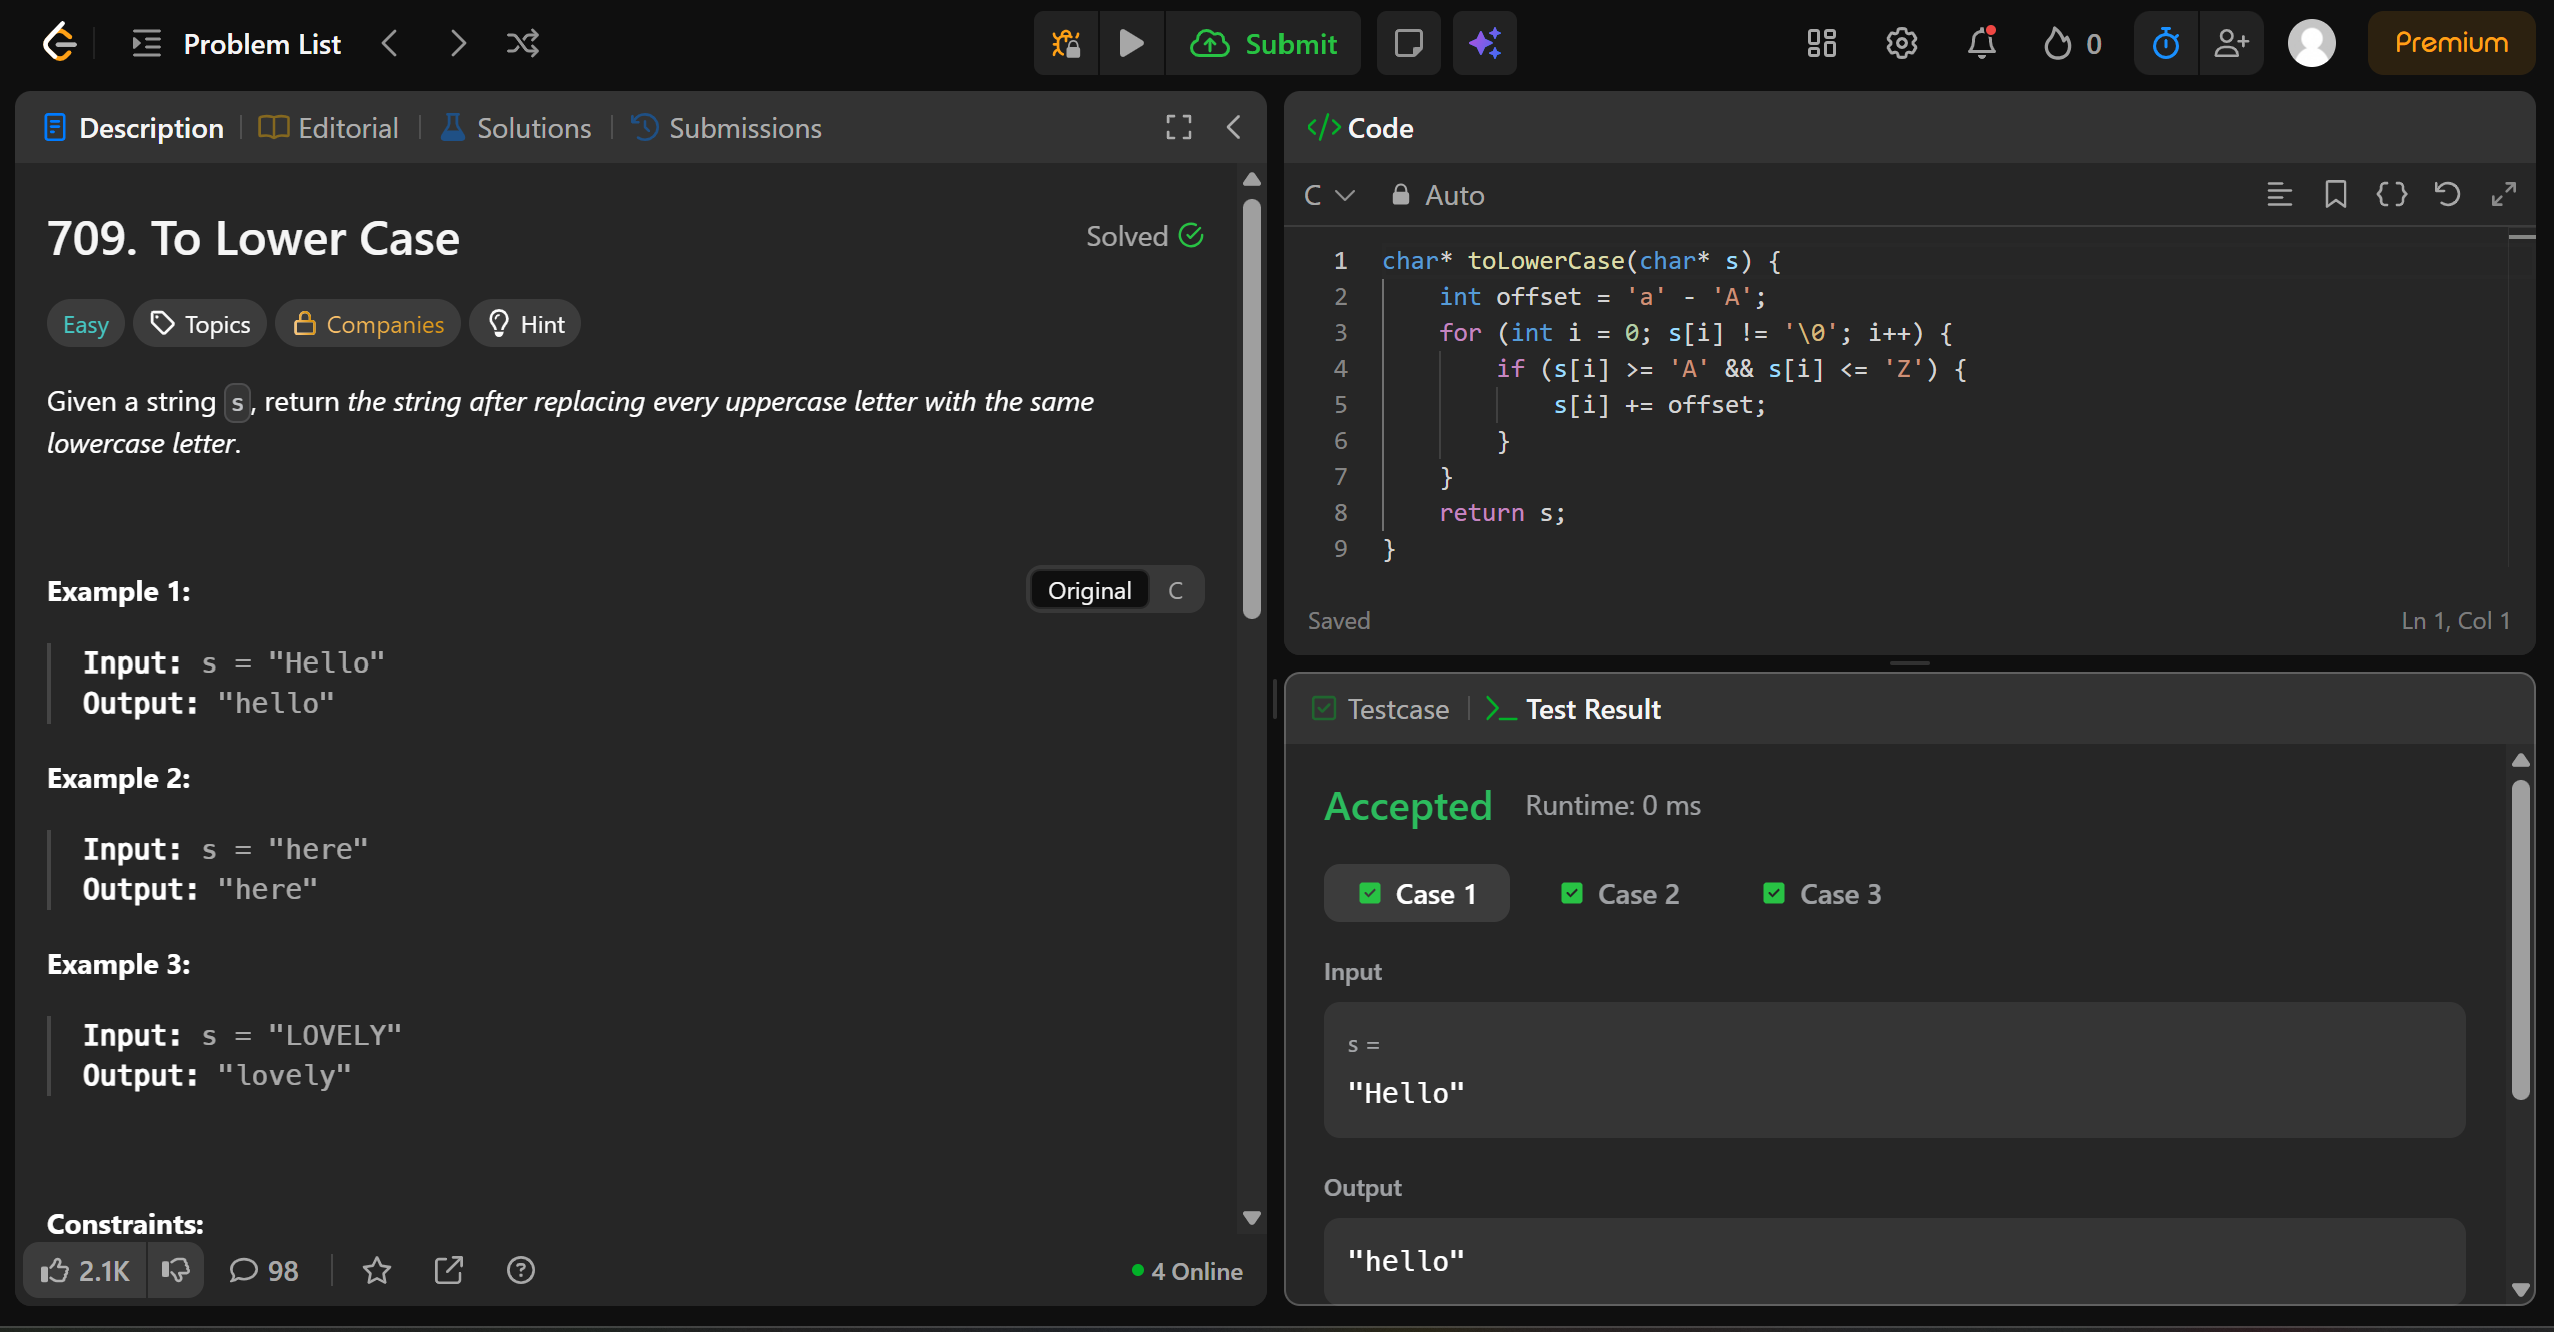 Problem List
Submit
0
Premium
Description
Editorial
Solutions
Submissions
709. To Lower Case
Solved
Easy
Topics
Companies
Hint
Given a string s, return the string after replacing every uppercase letter with the same
lowercase letter.
Example 1:
Original
C
Input: s = "Hello"
Output: "hello"
Example 2:
Input: s = "here"
Output: "here"
Example 3:
Input: s = "LOVELY"
Output: "lovely"
Constraints:
2.1K
98
4 Online
</> Code
C
Auto
1 char* toLowerCase(char* s) {
2     int offset = 'a' - 'A';
3     for (int i = 0; s[i] != '\0'; i++) {
4         if (s[i] >= 'A' && s[i] <= 'Z') {
5             s[i] += offset;
6         }
7     }
8     return s;
9 }
Saved
Ln 1, Col 1
Testcase
Test Result
Accepted
Runtime: 0 ms
Case 1
Case 2
Case 3
Input
s =
"Hello"
Output
"hello"